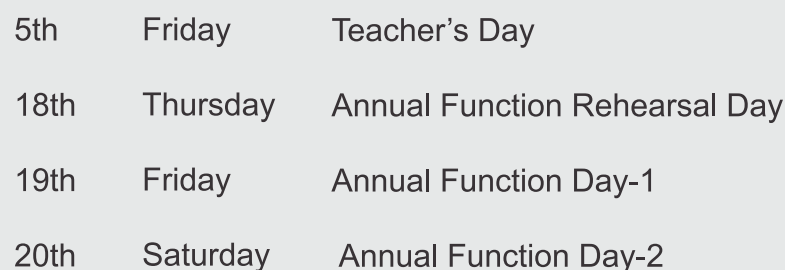 5th Friday Teacher’s Day
18th Thursday Annual Function Rehearsal Day
19th Friday Annual Function Day-1
20th Saturday Annual Function Day-2